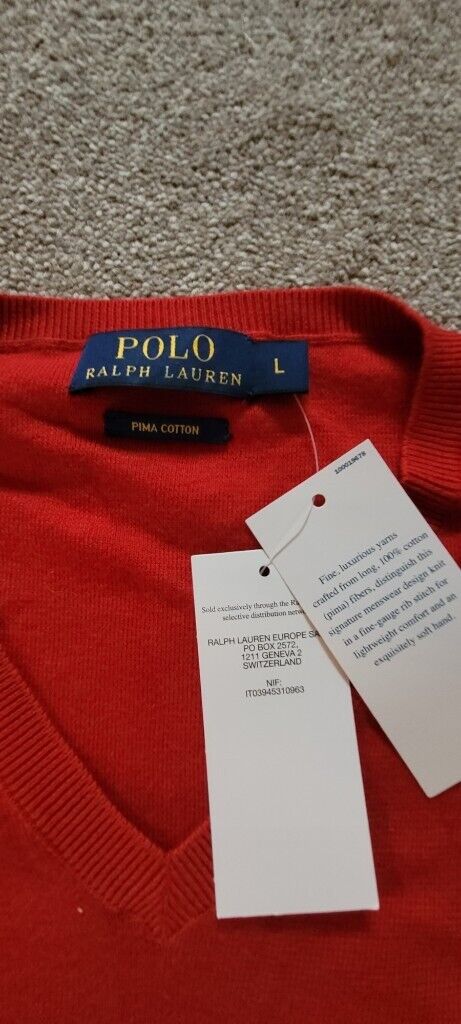 POLO
RALPH LAUREN
L
PIMA COTTON
100019678
Fine, luxurious yarns
crafted from long, 100% cotton
(pima) fibers, distinguish this
signature menswear design knit
in a fine-gauge rib stitch for
lightweight comfort and an
exquisitely soft hand.
Sold exclusively through the
selective distribution
RALPH LAUREN EUROPE
PO BOX 2572,
1211 GENEVA 2
SWITZERLAND
NIF:
IT03945310963